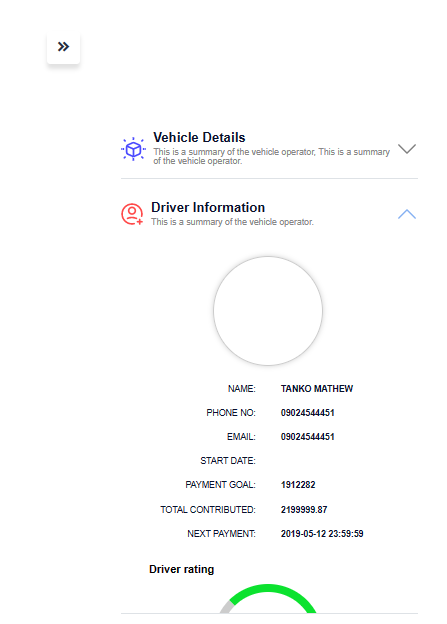 Vehicle Details
This is a summary of the vehicle operator, This is a summary
of the vehicle operator.
Driver Information
This is a summary of the vehicle operator.
NAME: TANKO MATHEW
PHONE NO: 09024544451
EMAIL: 09024544451
START DATE:
PAYMENT GOAL: 1912282
TOTAL CONTRIBUTED: 2199999.87
NEXT PAYMENT: 2019-05-12 23:59:59
Driver rating